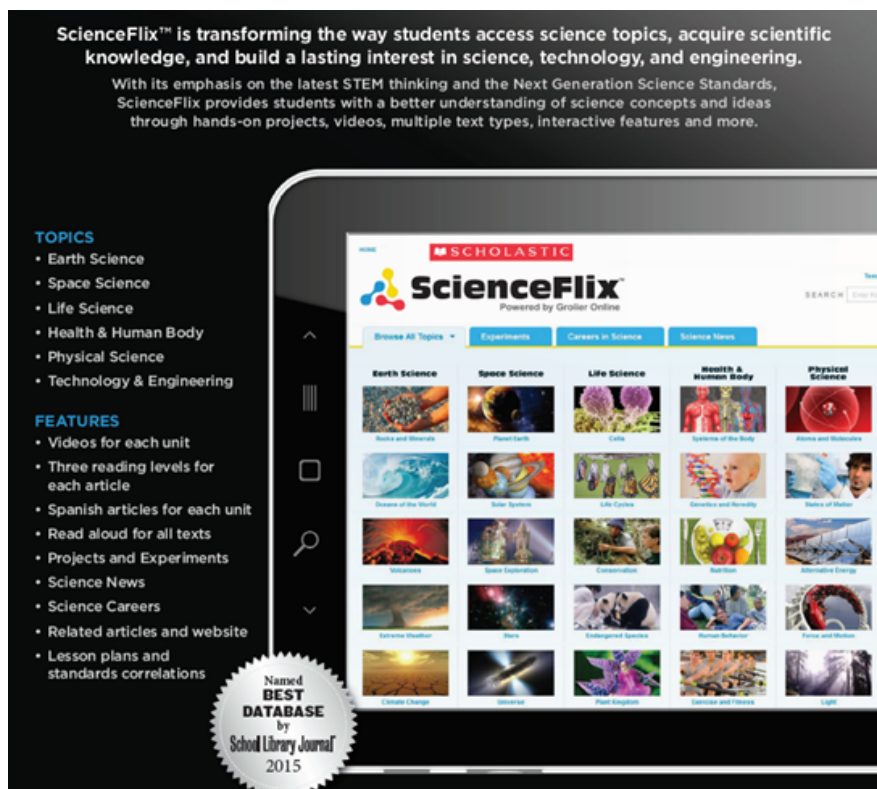 ScienceFlix™ is transforming the way students access science topics, acquire scientific
knowledge, and build a lasting interest in science, technology, and engineering.
With its emphasis on the latest STEM thinking and the Next Generation Science Standards,
ScienceFlix provides students with a better understanding of science concepts and ideas
through hands-on projects, videos, multiple text types, interactive features and more.
TOPICS
• Earth Science
• Space Science
• Life Science
• Health & Human Body
• Physical Science
• Technology & Engineering
FEATURES
• Videos for each unit
• Three reading levels for
each article
• Spanish articles for each unit
• Read aloud for all texts
• Projects and Experiments
• Science News
• Science Careers
• Related articles and website
• Lesson plans and
standards correlations
Named
BEST
DATABASE
by
School Library Journal
2015
HOME
SCHOLASTIC
ScienceFlix™
Powered by Grolier Online
SEARCH
Browse All Topics Experiments Careers in Science Science News
Earth Science Space Science Life Science Health & Human Body Physical Science
Rocks and Minerals Planet Earth Cells Systems of the Body Atoms and Molecules
Oceans of the World Solar System Life Cycles Genetics and Heredity States of Matter
Volcanoes Space Exploration Conservation Nutrition Alternative Energy
Extreme Weather Stars Endangered Species Human Behavior Force and Motion
Climate Change Universe Plant Kingdom Exercise and Fitness Light